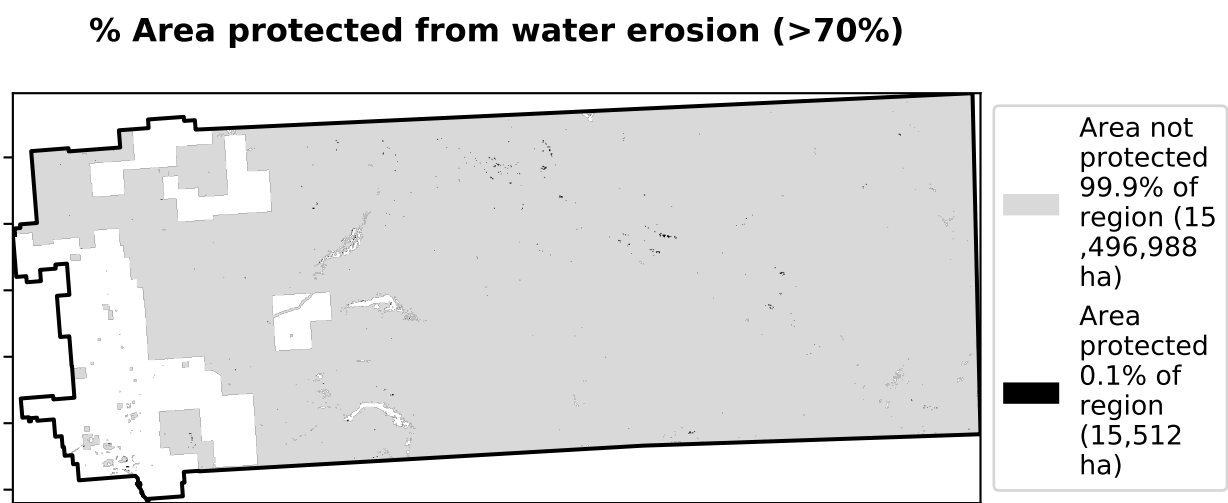 % Area protected from water erosion (>70%)
Area not
protected
99.9% of
region (15
,496,988
ha)
Area
protected
0.1% of
region
(15,512
ha)